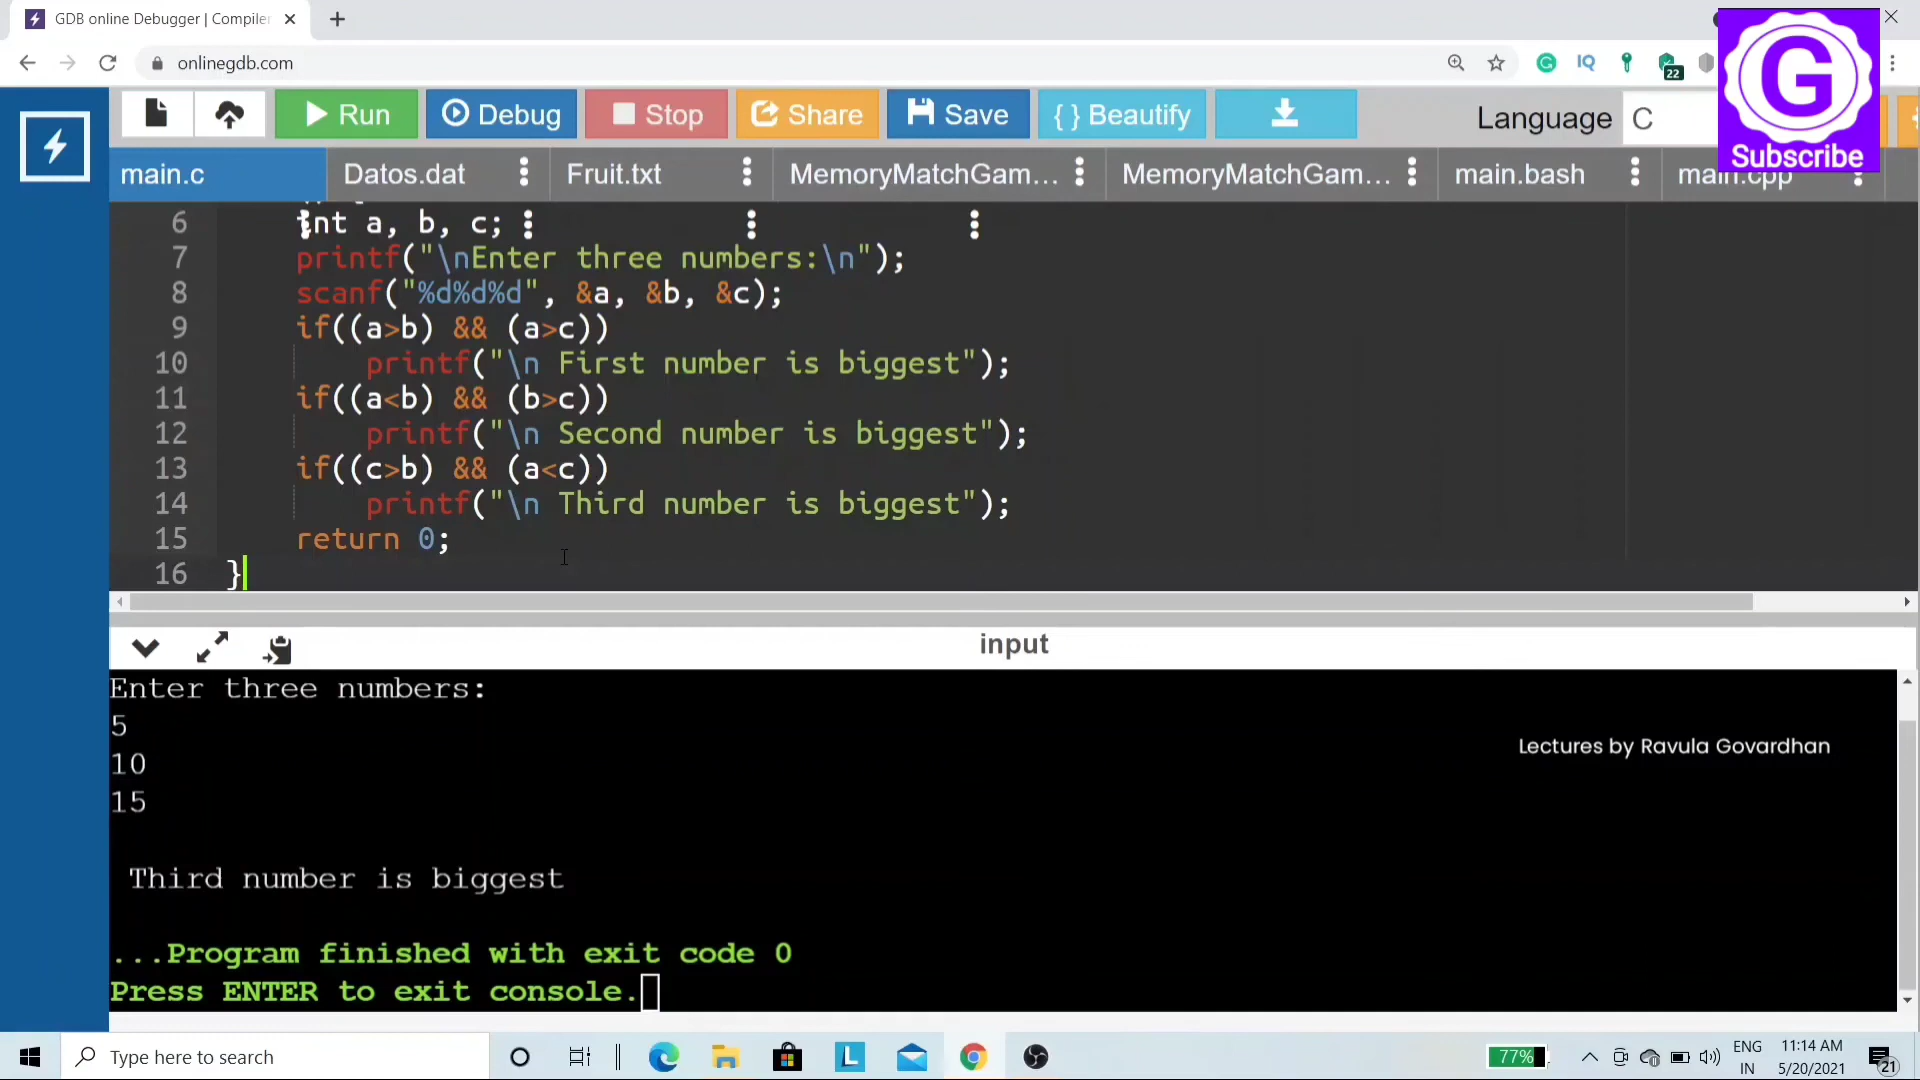 GDB online Debugger | Compiler
onlinegdb.com
IQ
22
G
Subscribe
Run
Debug
Stop
Share
Save
{ } Beautify
Language
C
main.c
Datos.dat
Fruit.txt
MemoryMatchGam...
MemoryMatchGam...
main.bash
main.cpp
6 int a, b, c;
7 printf("\nEnter three numbers:\n");
8 scanf("%d%d%d", &a, &b, &c);
9 if((a>b) && (a>c))
10 printf("\n First number is biggest");
11 if((a<b) && (b>c))
12 printf("\n Second number is biggest");
13 if((c>b) && (a<c))
14 printf("\n Third number is biggest");
15 return 0;
16 }
input
Enter three numbers:
5
10
15
Lectures by Ravula Govardhan
Third number is biggest
...Program finished with exit code 0
Press ENTER to exit console.
Type here to search
L
77%
ENG
IN
11:14 AM
5/20/2021
21